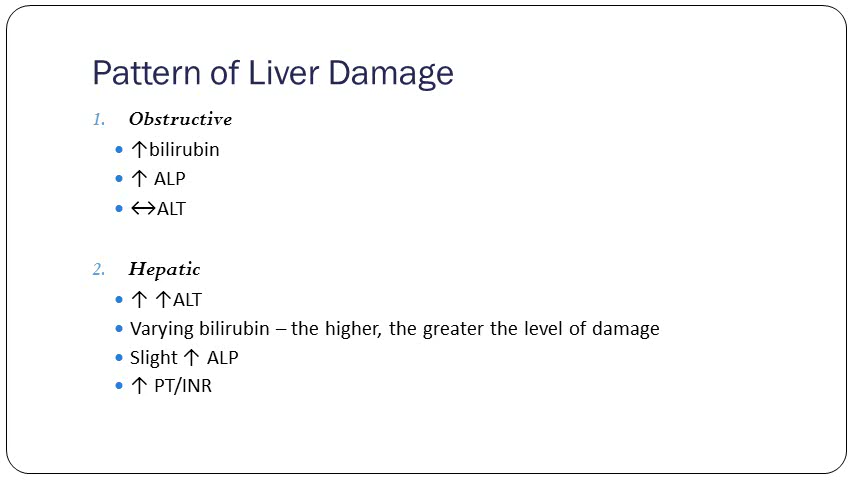 Pattern of Liver Damage
1. Obstructive
• ↑bilirubin
• ↑ ALP
• ↔ALT
2. Hepatic
• ↑ ↑ALT
• Varying bilirubin – the higher, the greater the level of damage
• Slight ↑ ALP
• ↑ PT/INR